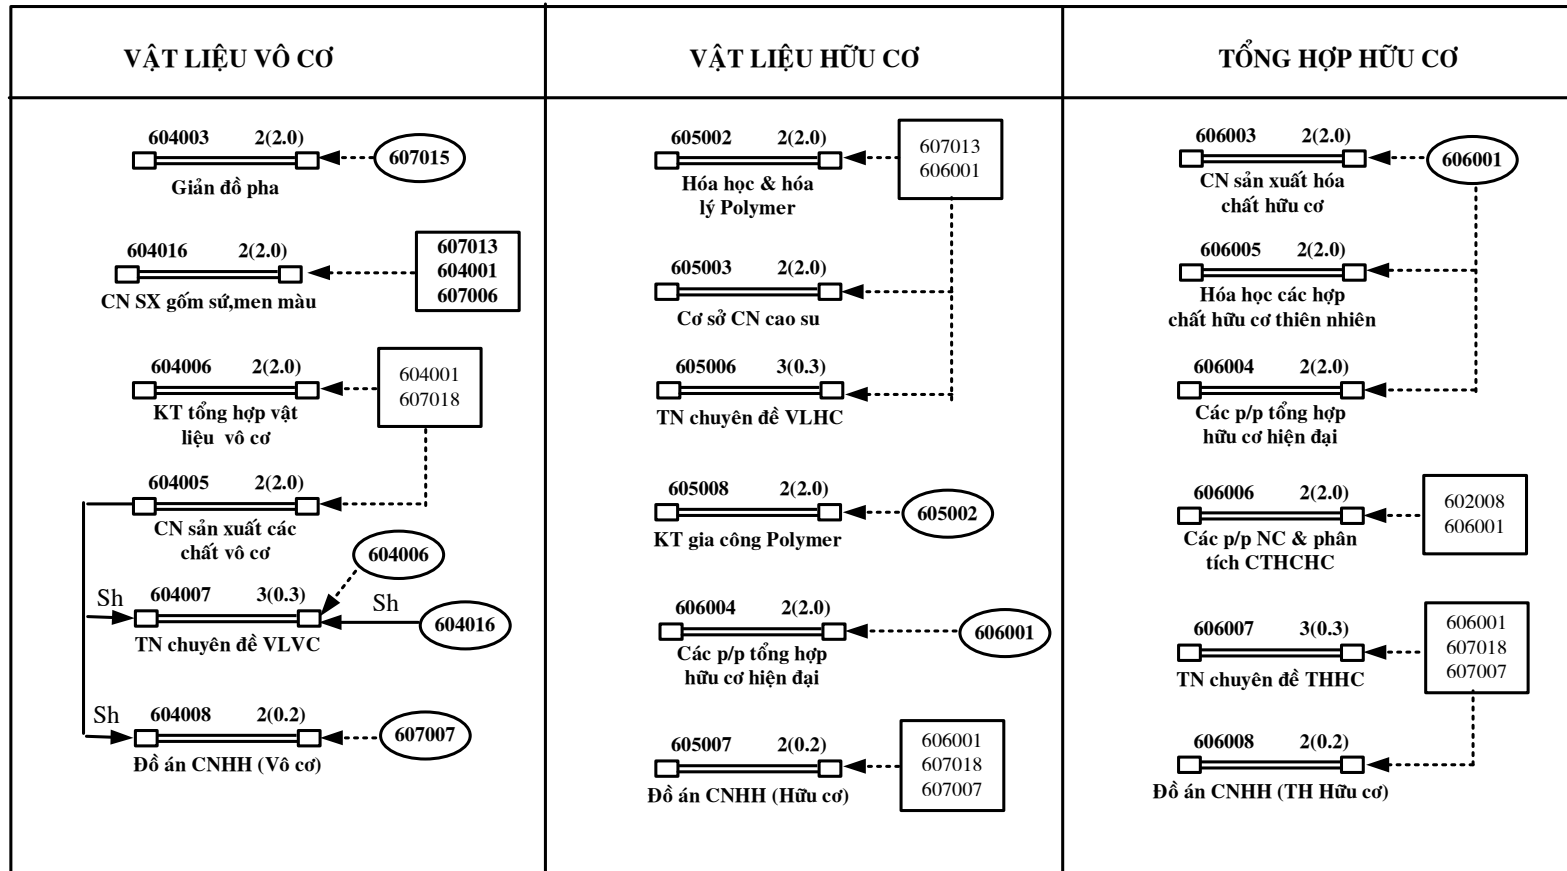 VẬT LIỆU VÔ CƠ
604003 2(2.0)
607015
Giản đồ pha
604016 2(2.0)
607013
604001
607006
CN SX gốm sứ,men màu
604006 2(2.0)
604001
607018
KT tổng hợp vật
liệu vô cơ
604005 2(2.0)
CN sản xuất các
chất vô cơ
604006
Sh
604007 3(0.3)
Sh
604016
TN chuyên đề VLVC
Sh
604008 2(0.2)
607007
Đồ án CNHH (Vô cơ)
VẬT LIỆU HỮU CƠ
605002 2(2.0)
607013
606001
Hóa học & hóa
lý Polymer
605003 2(2.0)
Cơ sở CN cao su
605006 3(0.3)
TN chuyên đề VLHC
605008 2(2.0)
605002
KT gia công Polymer
606004 2(2.0)
606001
Các p/p tổng hợp
hữu cơ hiện đại
605007 2(0.2)
606001
607018
607007
Đồ án CNHH (Hữu cơ)
TỔNG HỢP HỮU CƠ
606003 2(2.0)
606001
CN sản xuất hóa
chất hữu cơ
606005 2(2.0)
Hóa học các hợp
chất hữu cơ thiên nhiên
606004 2(2.0)
Các p/p tổng hợp
hữu cơ hiện đại
606006 2(2.0)
602008
606001
Các p/p NC & phân
tích CTHCHC
606007 3(0.3)
606001
607018
607007
TN chuyên đề THHC
606008 2(0.2)
Đồ án CNHH (TH Hữu cơ)